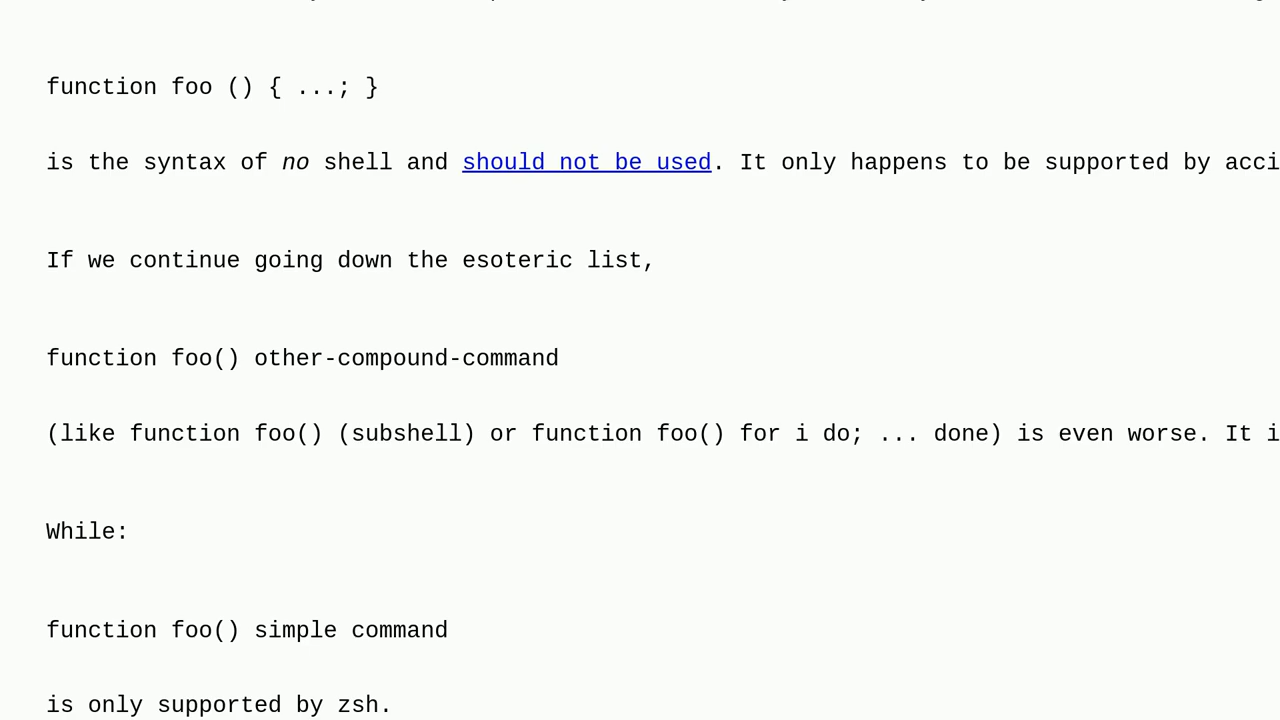 function foo () { ...; }
is the syntax of no shell and should not be used. It only happens to be supported by
If we continue going down the esoteric list,
function foo() other-compound-command
(like function foo() (subshell) or function foo() for i do; ... done) is even worse. It
While:
function foo() simple command
is only supported by zsh.